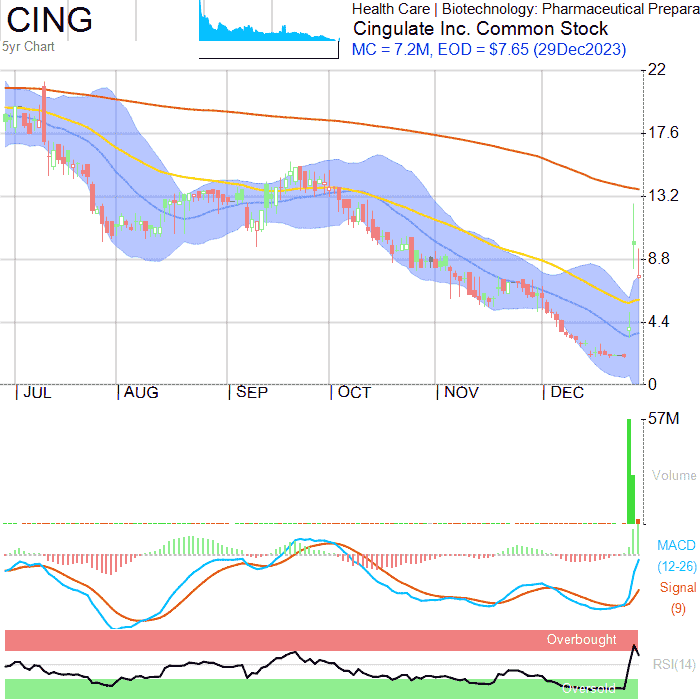 CING
Health Care | Biotechnology: Pharmaceutical Prepara
Cingulate Inc. Common Stock
5yr Chart
MC = 7.2M, EOD = $7.65 (29Dec2023)
22
17.6
13.2
8.8
4.4
0
JUL
AUG
SEP
OCT
NOV
DEC
57M
Volume
MACD
(12-26)
Signal
(9)
Overbought
RSI(14)
Oversold